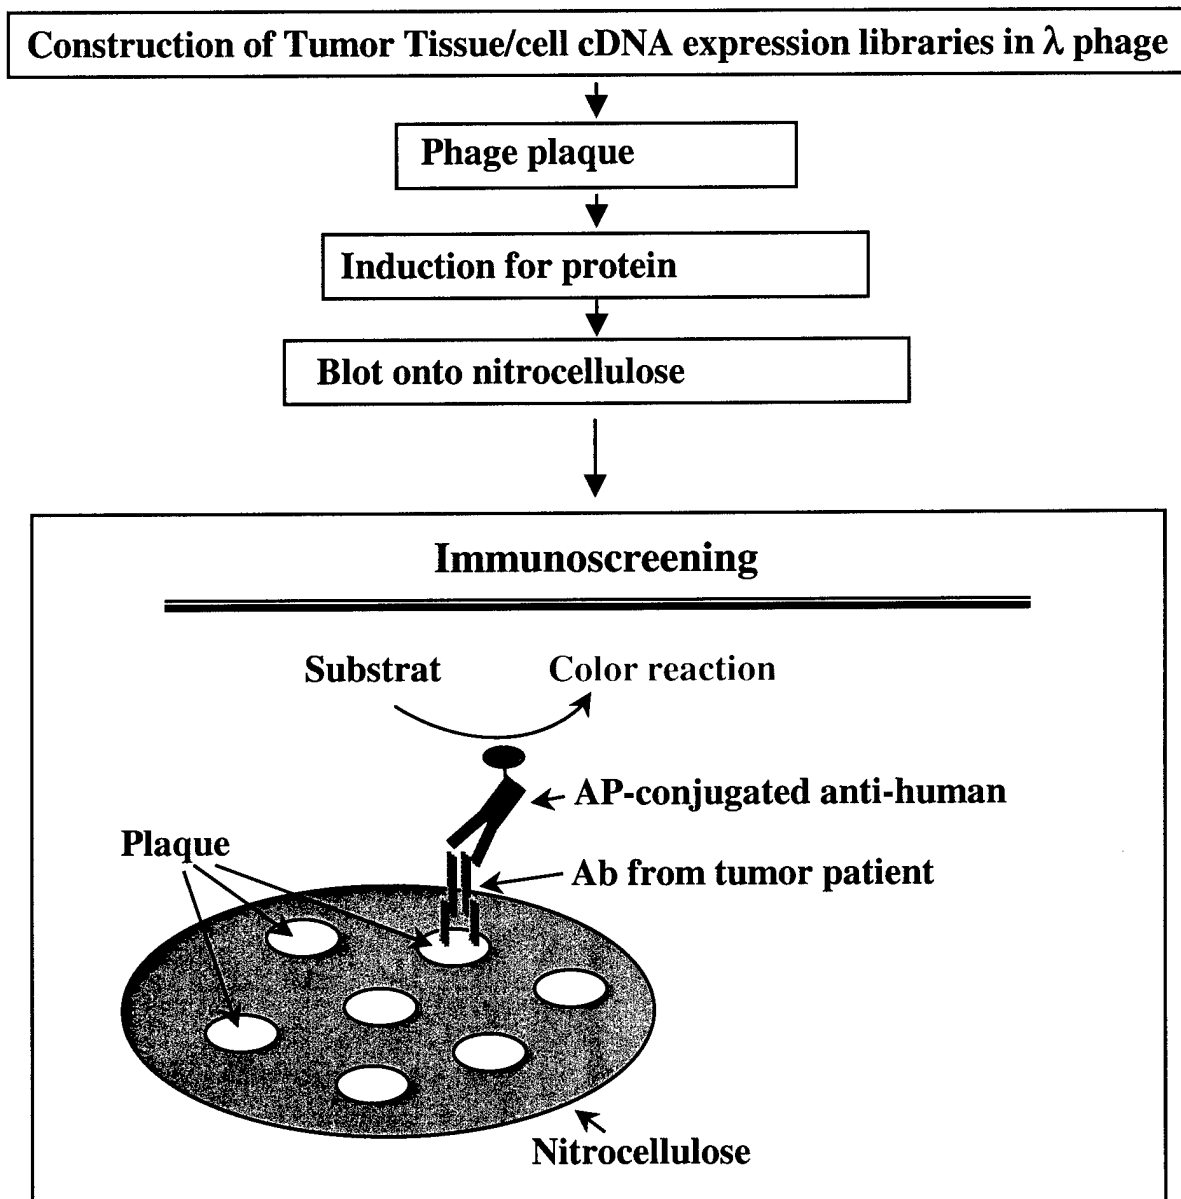 Construction of Tumor Tissue/cell cDNA expression libraries in λ phage
Phage plaque
Induction for protein
Blot onto nitrocellulose
Immunoscreening
Substrat
Color reaction
AP-conjugated anti-human
Plaque
Ab from tumor patient
Nitrocellulose